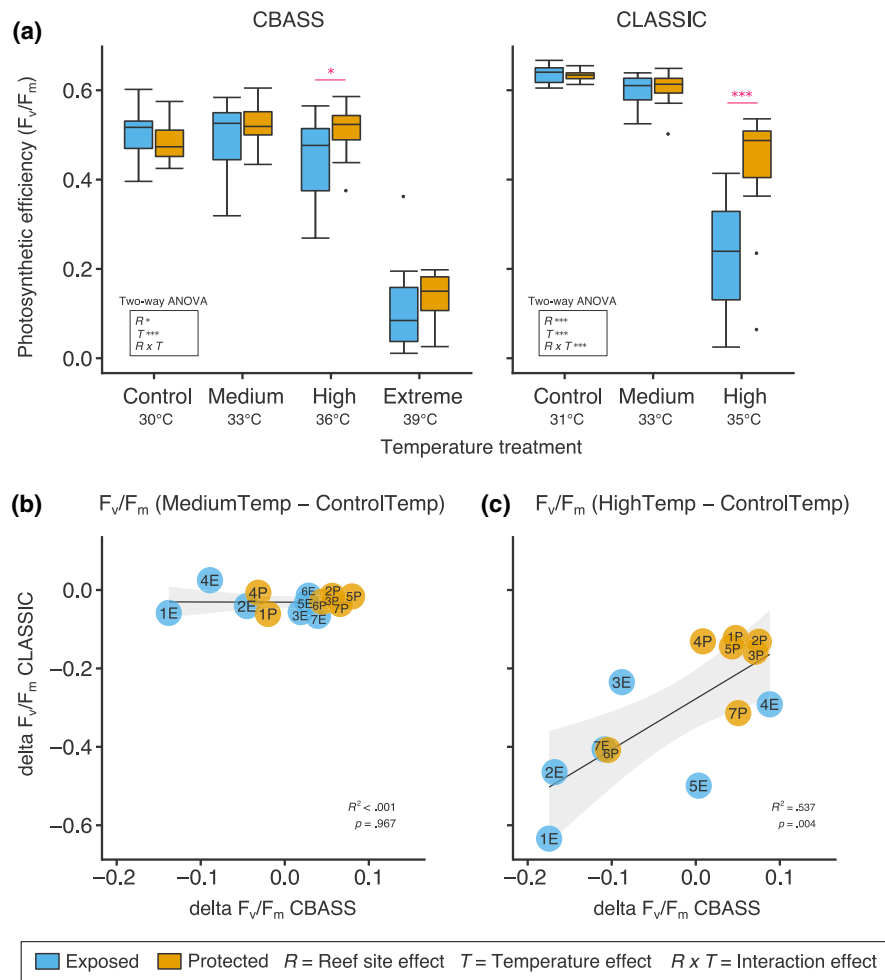 (a)
CBASS
CLASSIC
Photosynthetic efficiency (Fv/Fm)
0.6
0.4
0.2
0.0
*
***
Two-way ANOVA
R *
T ***
R x T
Two-way ANOVA
R ***
T ***
R x T ***
Control Medium High Extreme
30°C 33°C 36°C 39°C
Control Medium High
31°C 33°C 35°C
Temperature treatment
(b) Fv/Fm (MediumTemp – ControlTemp)
delta Fv/Fm CLASSIC
0.0
−0.2
−0.4
−0.6
1E 4E 2E 4P 1P 6E 5E 3E 7E 6P 2P 3P 7P 5P
R² < .001
p = .967
−0.2 −0.1 0.0 0.1
delta Fv/Fm CBASS
(c) Fv/Fm (HighTemp – ControlTemp)
1E 2E 3E 7E 6P 5E 4P 1P 5P 2P 3P 7P 4E
R² = .537
p = .004
−0.2 −0.1 0.0 0.1
delta Fv/Fm CBASS
Exposed Protected R = Reef site effect T = Temperature effect R x T = Interaction effect